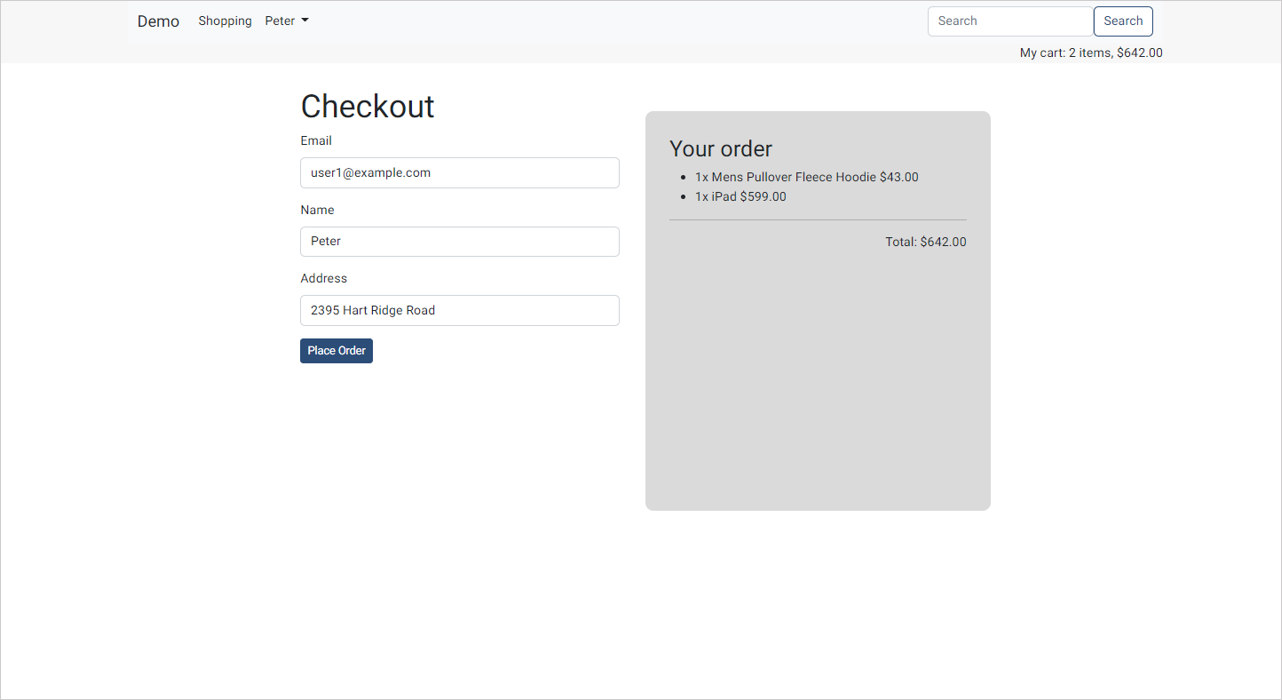 Demo Shopping Peter Search Search
My cart: 2 items, $642.00
Checkout
Email
user1@example.com
Name
Peter
Address
2395 Hart Ridge Road
Place Order
Your order
1x Mens Pullover Fleece Hoodie $43.00
1x iPad $599.00
Total: $642.00